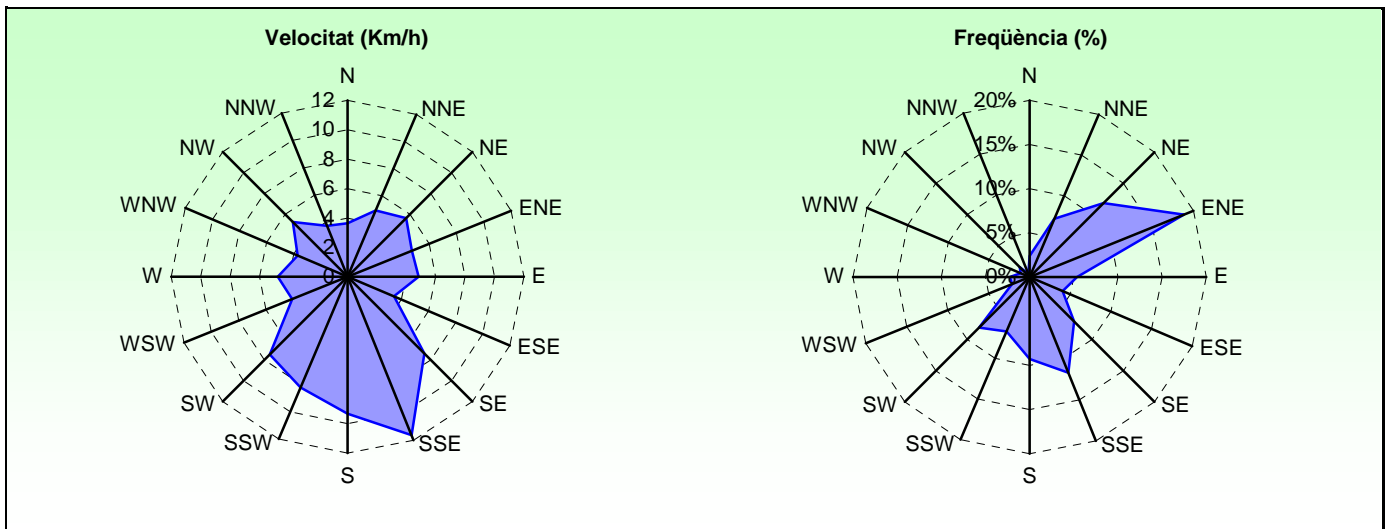 Velocitat (Km/h)
N
NNE
NE
ENE
E
ESE
SE
SSE
S
SSW
SW
WSW
W
WNW
NW
NNW
12
10
8
6
4
2
0
Freqüència (%)
N
NNE
NE
ENE
E
ESE
SE
SSE
S
SSW
SW
WSW
W
WNW
NW
NNW
20%
15%
10%
5%
0%